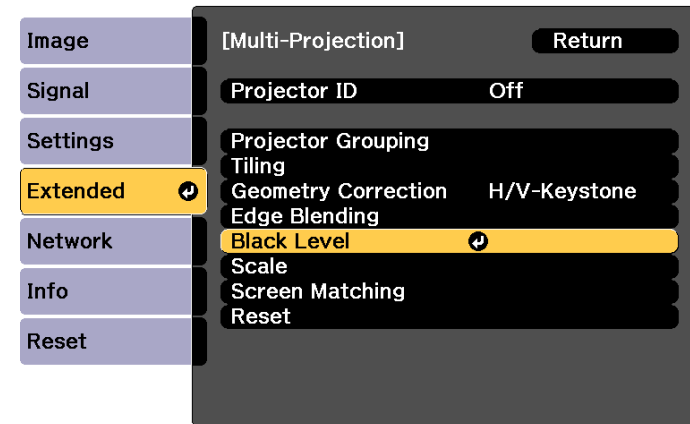 Image
Signal
Settings
Extended
Network
Info
Reset
[Multi-Projection] Return
Projector ID Off
Projector Grouping
Tiling
Geometry Correction H/V-Keystone
Edge Blending
Black Level
Scale
Screen Matching
Reset